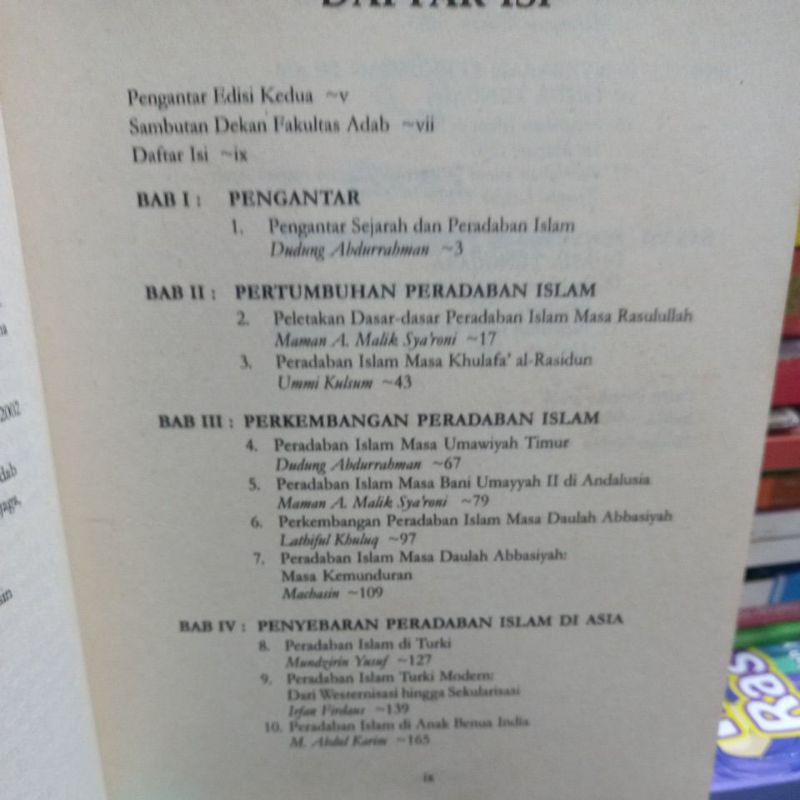 DAFTAR ISI
Pengantar Edisi Kedua ~v
Sambutan Dekan Fakultas Adab ~vii
Daftar Isi ~ix
BAB I : PENGANTAR
1. Pengantar Sejarah dan Peradaban Islam
Dudung Abdurrahman ~3
BAB II : PERTUMBUHAN PERADABAN ISLAM
2. Peletakan Dasar-dasar Peradaban Islam Masa Rasulullah
Maman A. Malik Sya'roni ~17
3. Peradaban Islam Masa Khulafa' al-Rasidun
Ummi Kulsum ~43
BAB III : PERKEMBANGAN PERADABAN ISLAM
4. Peradaban Islam Masa Umawiyah Timur
Dudung Abdurrahman ~67
5. Peradaban Islam Masa Bani Umayyah II di Andalusia
Maman A. Malik Sya'roni ~79
6. Perkembangan Peradaban Islam Masa Daulah Abbasiyah
Lathiful Khuluq ~97
7. Peradaban Islam Masa Daulah Abbasiyah:
Masa Kemunduran
Machasin ~109
BAB IV : PENYEBARAN PERADABAN ISLAM DI ASIA
8. Peradaban Islam di Turki
Mundzirin Yusuf ~127
9. Peradaban Islam Turki Modern:
Dari Westernisasi hingga Sekularisasi
Irfan Firdaus ~139
10. Peradaban Islam di Anak Benua India
M. Abdul Karim ~165
ix
2002
Ras